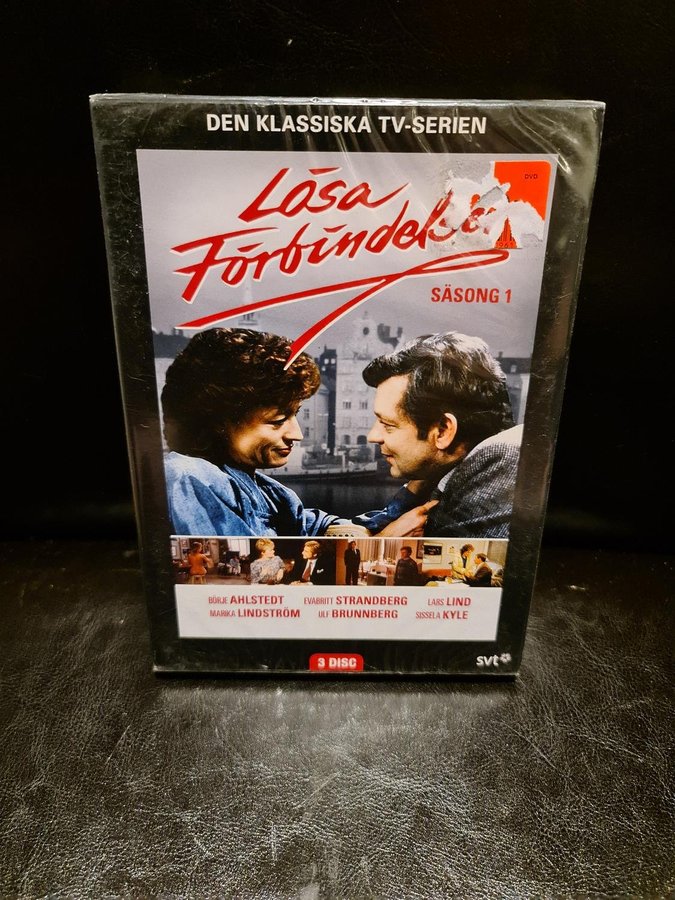 DEN KLASSISKA TV-SERIEN
DVD
Lösa
SÄSONG 1
BÖRJE AHLSTEDT EVABRITT STRANDBERG LARS LIND
MARIKA LINDSTRÖM ULF BRUNNBERG SISSELA KYLE
3 DISC
svt